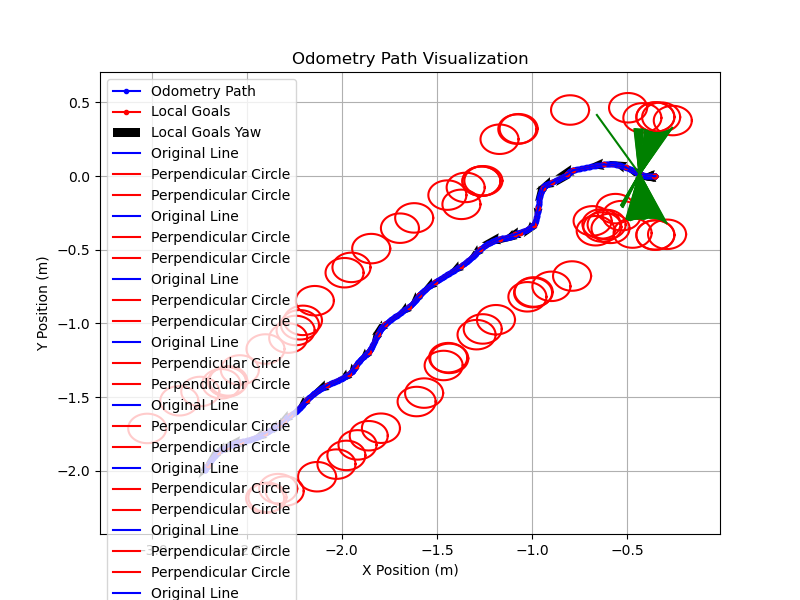 Odometry Path Visualization
Odometry Path
Local Goals
Local Goals Yaw
Original Line
Perpendicular Circle
Perpendicular Circle
Original Line
Perpendicular Circle
Perpendicular Circle
Original Line
Perpendicular Circle
Perpendicular Circle
Original Line
Perpendicular Circle
Perpendicular Circle
Original Line
Perpendicular Circle
Perpendicular Circle
Original Line
Perpendicular Circle
Perpendicular Circle
Original Line
Perpendicular Circle
Perpendicular Circle
Original Line
0.5
0.0
−0.5
−1.0
−1.5
−2.0
Y Position (m)
−2.0
−1.5
−1.0
−0.5
X Position (m)